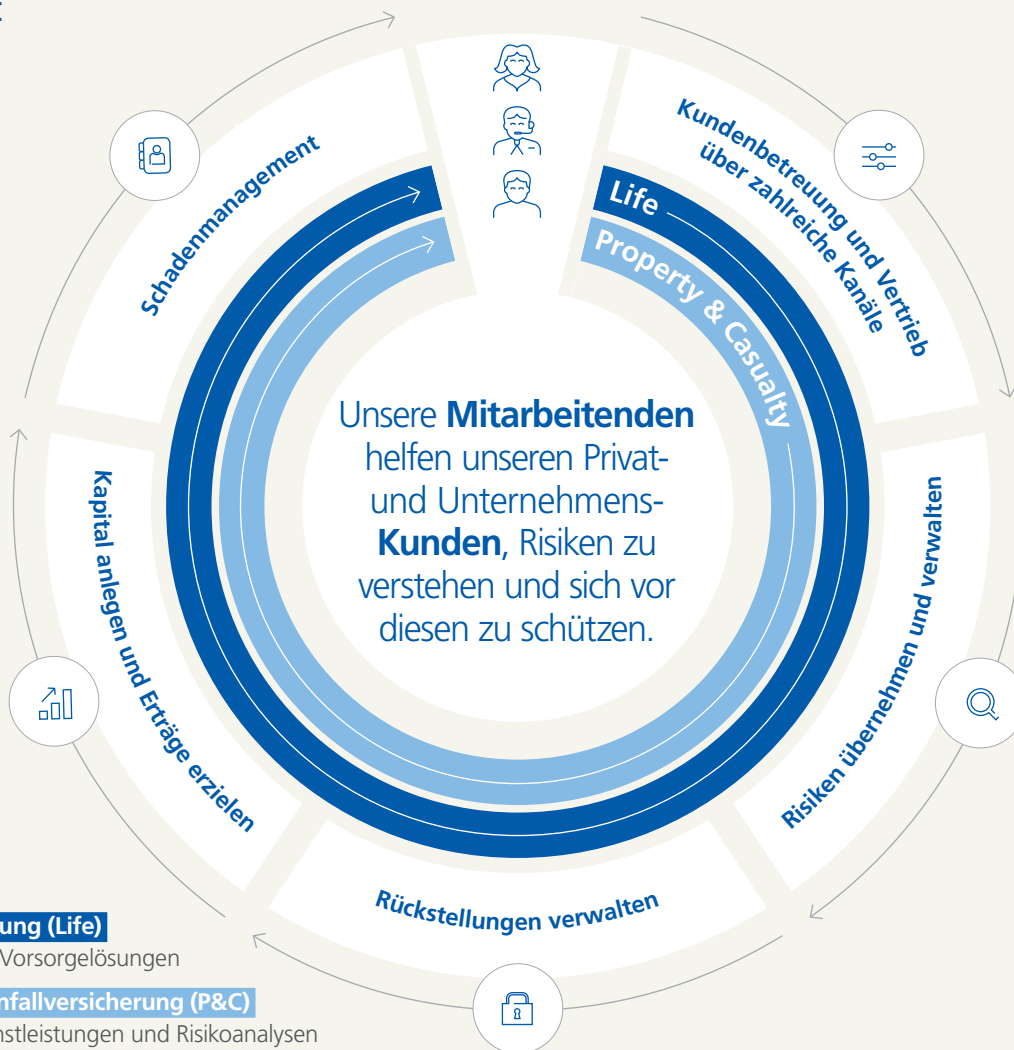 Kundenbetreuung und Vertrieb
über zahlreiche Kanäle
Schadenmanagement
Life
Property & Casualty
Unsere Mitarbeitenden
helfen unseren Privat-
und Unternehmens-
Kunden, Risiken zu
verstehen und sich vor
diesen zu schützen.
Risiken übernehmen und verwalten
Kapital anlegen und Erträge erzielen
Rückstellungen verwalten
ung (Life)
Vorsorgelösungen
nfallversicherung (P&C)
nstleistungen und Risikoanalysen